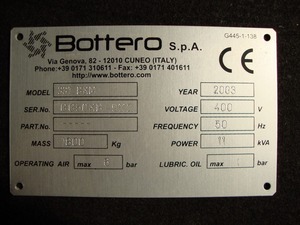 G445-1-138
Bottero S.p.A.
Via Genova, 82 - 12010 CUNEO (ITALY)
Phone:+39 0171 310611 - Fax:+39 0171 401611
http://www.bottero.com
CE
MODEL YEAR 2003
SER.No. VOLTAGE 400 V
PART No. ----- FREQUENCY 50 Hz
MASS 800 Kg POWER 11 kVA
OPERATING AIR max 6 bar LUBRIC. OIL max bar